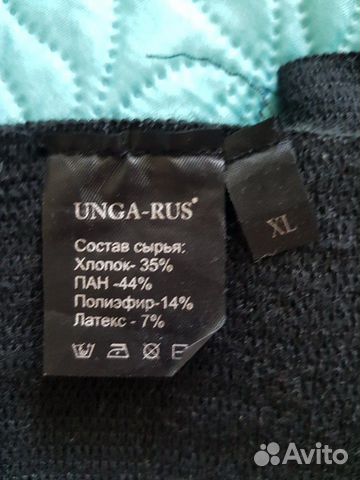 UNGA-RUS®
Состав сырья:
Хлопок- 35%
ПАН -44%
Полиэфир-14%
Латекс - 7%
XL
Avito